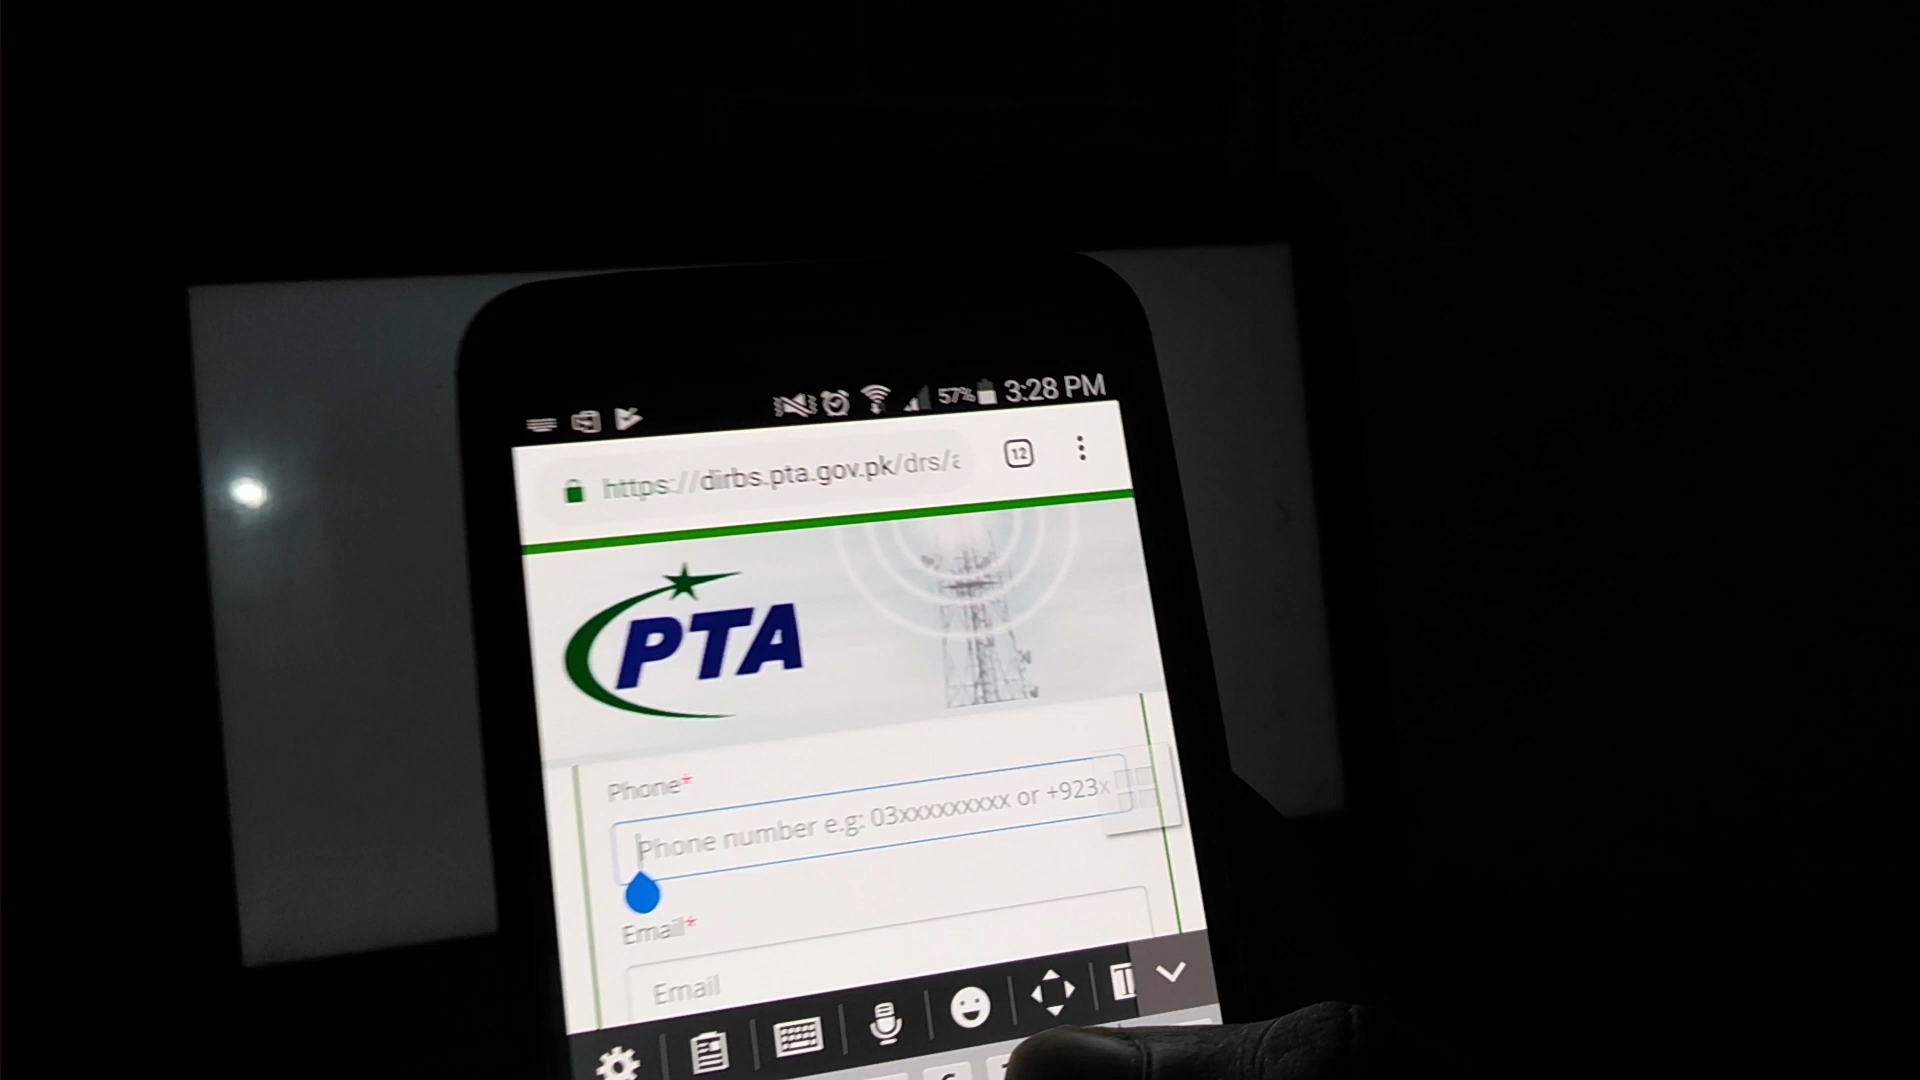 57% 3:28 PM
https://dirbs.pta.gov.pk/drs/a
12
PTA
Phone*
Phone number e.g: 03xxxxxxxxx or +923x
Email*
Email